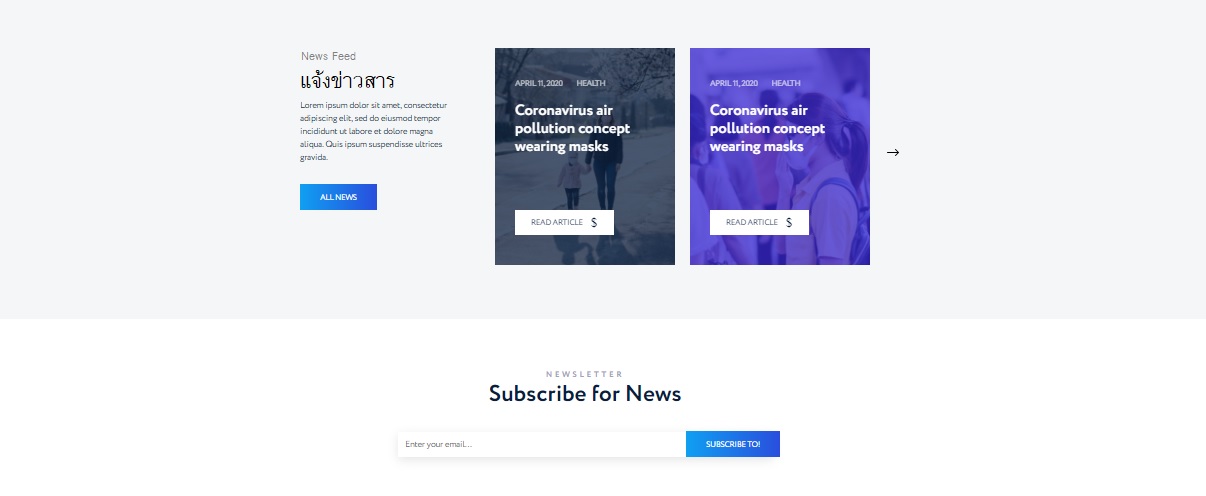 News Feed
แจ้งข่าวสาร
Lorem ipsum dolor sit amet, consectetur
adipiscing elit, sed do eiusmod tempor
incididunt ut labore et dolore magna
aliqua. Quis ipsum suspendisse ultrices
gravida.
ALL NEWS
APRIL 11, 2020 HEALTH
Coronavirus air
pollution concept
wearing masks
READ ARTICLE $
APRIL 11, 2020 HEALTH
Coronavirus air
pollution concept
wearing masks
READ ARTICLE $
→
NEWSLETTER
Subscribe for News
Enter your email...
SUBSCRIBE TO!